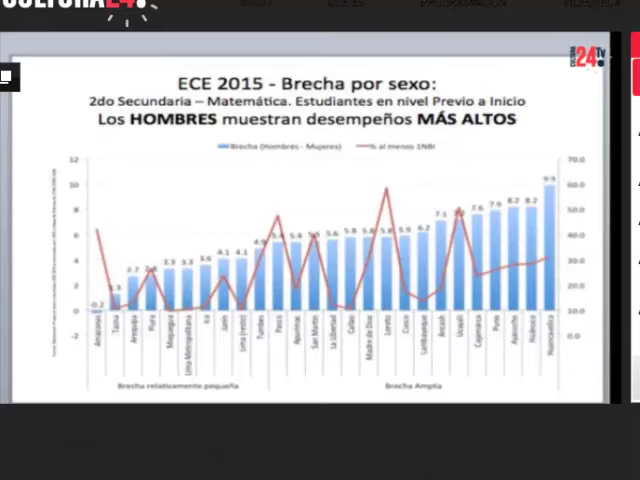 CULTURA24.
CULTURA
24TV.
ECE 2015 - Brecha por sexo:
2do Secundaria – Matemática. Estudiantes en nivel Previo a Inicio
Los HOMBRES muestran desempeños MÁS ALTOS
Brecha (Hombres - Mujeres)
% al menos 1NBI
12
10
8
6
4
2
0
-2
70.0
60.0
50.0
40.0
30.0
20.0
10.0
0.0
-0.2
1.3
2.7
2.8
3.3
3.3
3.6
4.1
4.1
4.9
5.4
5.4
5.6
5.8
5.8
5.8
5.9
6.2
7.1
7.6
7.9
8.2
8.2
9.9
Amazonas
Tacna
Arequipa
Piura
Moquegua
Lima Metropolitana
Ica
Junín
Lima (resto)
Tumbes
Pasco
Apurímac
San Martín
La Libertad
Callao
Madre de Dios
Loreto
Cusco
Lambayeque
Ancash
Ucayali
Cajamarca
Puno
Ayacucho
Huánuco
Huancavelica
Brecha relativamente pequeña
Brecha Amplia